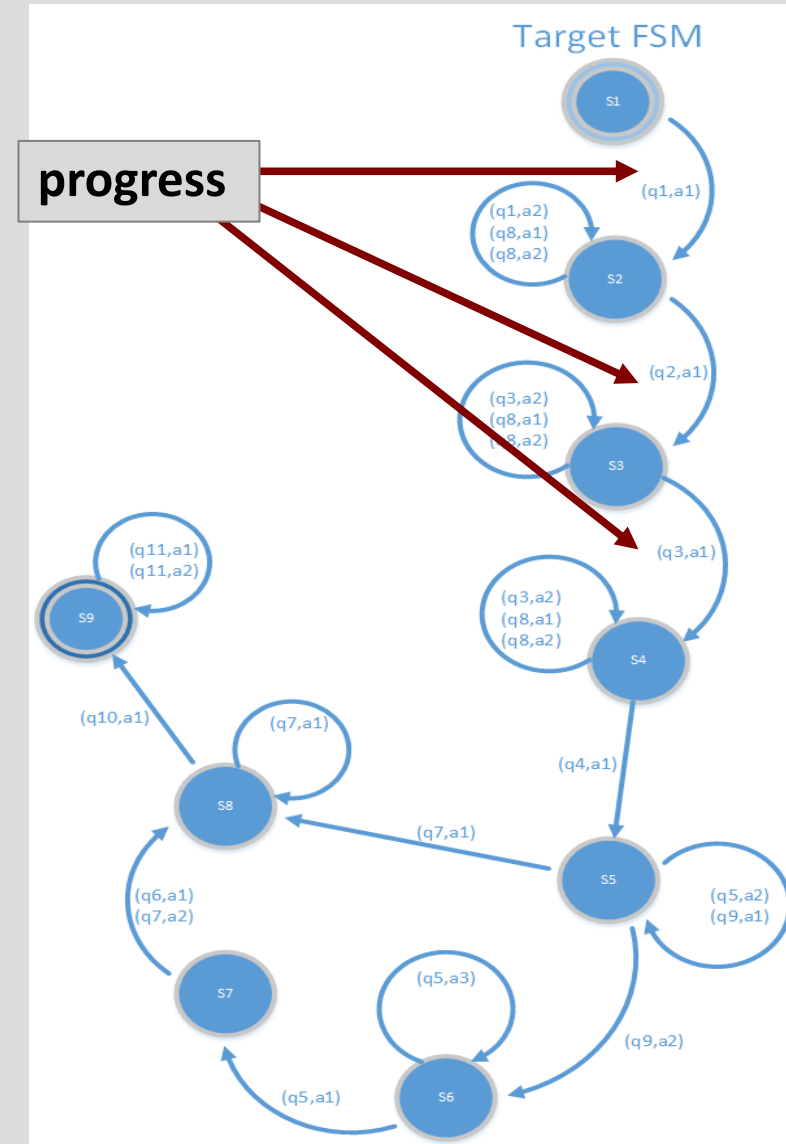 Target FSM
S1
progress
(q1,a1)
(q1,a2)
(q8,a1)
(q8,a2)
S2
(q2,a1)
(q3,a2)
(q8,a1)
(q8,a2)
S3
(q3,a1)
(q11,a1)
(q11,a2)
(q3,a2)
(q8,a1)
(q8,a2)
S9
S4
(q10,a1)
(q7,a1)
(q4,a1)
S8
(q7,a1)
S5
(q5,a2)
(q9,a1)
(q6,a1)
(q7,a2)
S7
(q5,a3)
(q9,a2)
(q5,a1)
S6